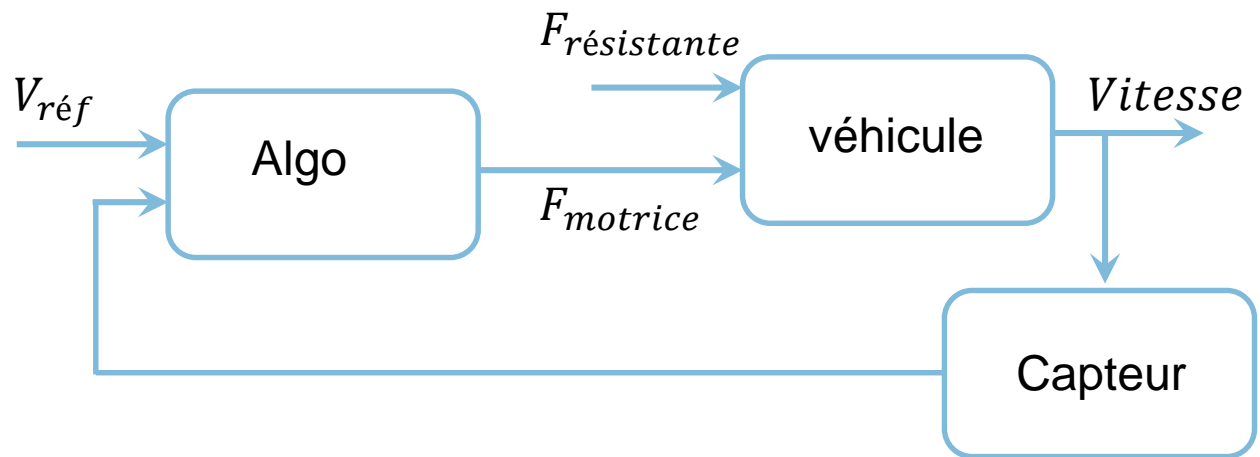 F_résistante
V_réf
Vitesse
véhicule
Algo
F_motrice
Capteur